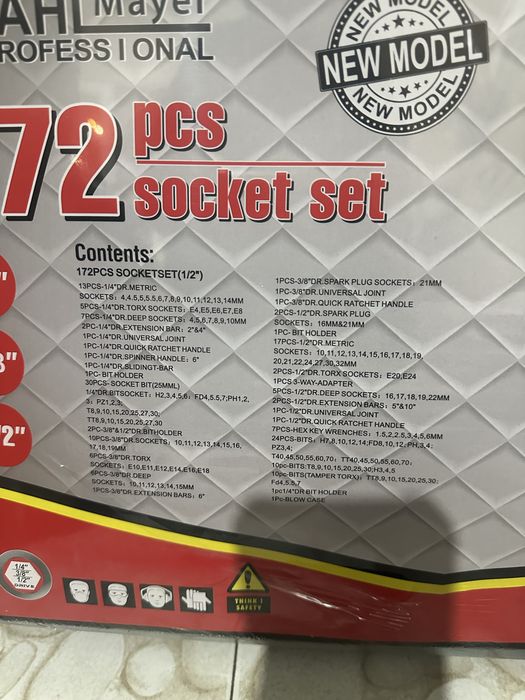 AHL Mayer
ROFESSIONAL
NEW MODEL
NEW MODEL
NEW MODEL
72 pcs
socket set
Contents:
172PCS SOCKETSET(1/2")
13PCS-1/4"DR.METRIC
SOCKETS: 4,4.5,5,5.5,6,7,8,9,10,11,12,13,14MM
5PCS-1/4"DR.TORX SOCKETS: E4,E5,E6,E7,E8
7PCS-1/4"DR.DEEP SOCKETS: 4,5,6,7,8,9,10MM
2PC-1/4"DR.EXTENSION BAR: 2"&4"
1PC-1/4"DR.UNIVERSAL JOINT
1PC-1/4"DR.QUICK RATCHET HANDLE
1PC-1/4"DR.SPINNER HANDLE: 6"
1PC-1/4"DR.SLIDINGT-BAR
1PC-BIT HOLDER
30PCS- SOCKET BIT(25MML)
1/4"DR.BITSOCKET: H2,3,4,5,6; FD4,5.5,7;PH1,2,
3; PZ1,2,3;
T8,9,10,15,20,25,27,30;
TT8,9,10,15,20,25,27,30
2PC-3/8"&1/2"DR.BITHOLDER
10PCS-3/8"DR.SOCKETS: 10,11,12,13,14,15,16,
17,18,19MM
6PCS-3/8"DR.TORX
SOCKETS: E10,E11,E12,E14,E16,E18
6PCS-3/8"DR.DEEP
SOCKETS: 10,11,12,13,14,15MM
1PCS-3/8"DR.EXTENSION BARS: 6"
1PCS-3/8"DR.SPARK PLUG SOCKETS: 21MM
1PC-3/8"DR.UNIVERSAL JOINT
1PC-3/8"DR.QUICK RATCHET HANDLE
2PCS-1/2"DR.SPARK PLUG
SOCKETS: 16MM&21MM
1PC- BIT HOLDER
17PCS-1/2"DR.METRIC
SOCKETS: 10,11,12,13,14,15,16,17,18,19,
20,21,22,24,27,30,32MM
2PCS-1/2"DR.TORX SOCKETS: E20,E24
1PCS 3-WAY-ADAPTER
5PCS-1/2"DR.DEEP SOCKETS: 16,17,18,19,22MM
2PCS-1/2"DR.EXTENSION BARS: 5"&10"
1PC-1/2"DR.UNIVERSAL JOINT
1PC-1/2"DR.QUICK RATCHET HANDLE
7PCS-HEX KEY WRENCHES: 1.5,2,2.5,3,4,5,6MM
24PCS-BITS: H7,8,10,12,14;FD8,10,12; PH,3,4;
PZ3,4;
T40,45,50,55,60,70; TT40,45,50,55,60,70;
10pc-BITS:T8,9,10,15,20,25,30;H3,4,5
10pc-BITS(TAMPER TORX): TT8,9,10,15,20,25,30;
Fd4,5.5,7
1pc1/4"DR BIT HOLDER
1Pc-BLOW CASE
8"
/2"
1/4"
3/8"
1/2"
DRIVE
THINK !
SAFETY